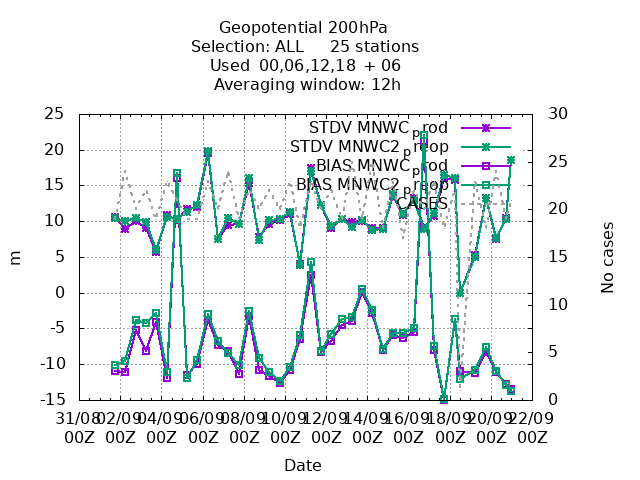 Geopotential 200hPa
Selection: ALL 25 stations
Used 00,06,12,18 + 06
Averaging window: 12h
25
20
15
10
5
0
-5
-10
-15
30
25
20
15
10
5
0
m
No cases
STDV MNWC_prod
STDV MNWC2_preop
BIAS MNWC_prod
BIAS MNWC2_preop
CASES
31/08 02/09 04/09 06/09 08/09 10/09 12/09 14/09 16/09 18/09 20/09 22/09
00Z 00Z 00Z 00Z 00Z 00Z 00Z 00Z 00Z 00Z 00Z 00Z
Date